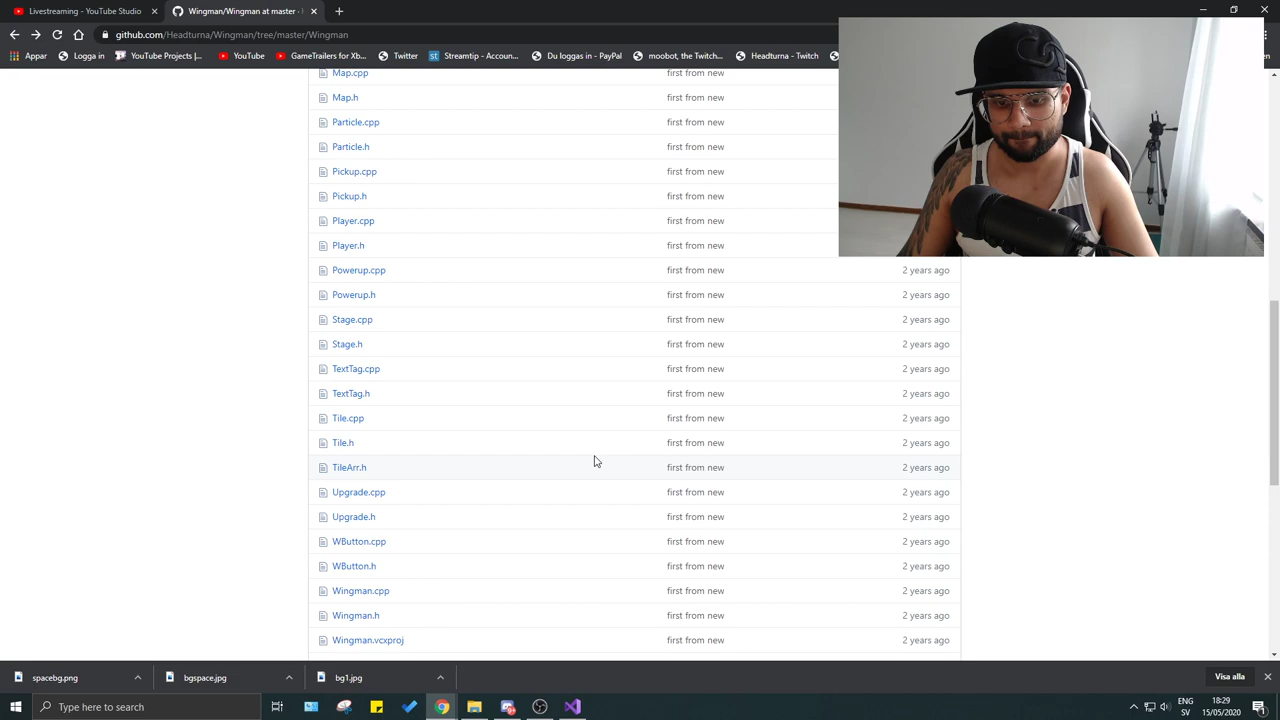 Livestreaming - YouTube Studio
Wingman/Wingman at master ·
github.com/Headturna/Wingman/tree/master/Wingman
Appar
Logga in
YouTube Projects |...
YouTube
GameTrailers for Xb...
Twitter
Streamtip - Accoun...
Du loggas in - PayPal
moobot, the Twitch...
Headturna - Twitch
Map.cpp first from new
Map.h first from new
Particle.cpp first from new
Particle.h first from new
Pickup.cpp first from new
Pickup.h first from new
Player.cpp first from new
Player.h first from new
Powerup.cpp first from new 2 years ago
Powerup.h first from new 2 years ago
Stage.cpp first from new 2 years ago
Stage.h first from new 2 years ago
TextTag.cpp first from new 2 years ago
TextTag.h first from new 2 years ago
Tile.cpp first from new 2 years ago
Tile.h first from new 2 years ago
TileArr.h first from new 2 years ago
Upgrade.cpp first from new 2 years ago
Upgrade.h first from new 2 years ago
WButton.cpp first from new 2 years ago
WButton.h first from new 2 years ago
Wingman.cpp first from new 2 years ago
Wingman.h first from new 2 years ago
Wingman.vcxproj first from new 2 years ago
spacebg.png
bgspace.jpg
bg1.jpg
Visa alla
Type here to search
ENG
SV
18:29
15/05/2020